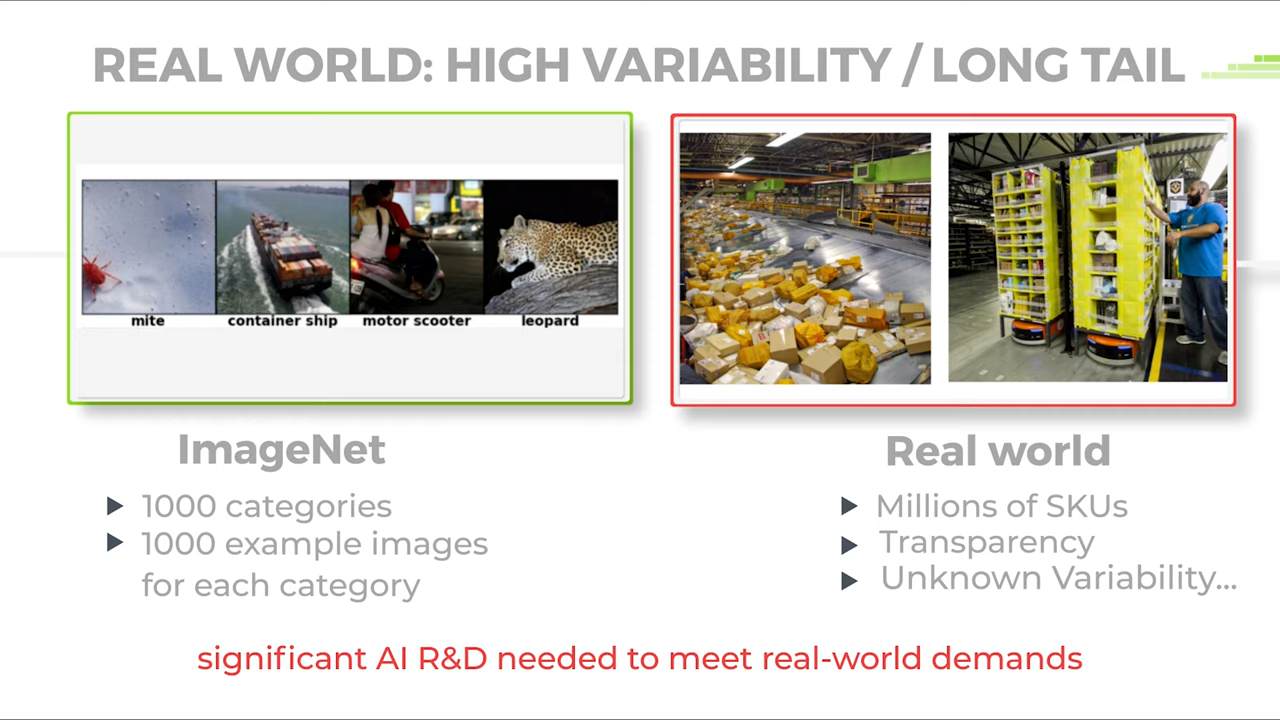 REAL WORLD: HIGH VARIABILITY / LONG TAIL
mite
container ship
motor scooter
leopard
ImageNet
1000 categories
1000 example images
for each category
Real world
Millions of SKUs
Transparency
Unknown Variability...
significant AI R&D needed to meet real-world demands